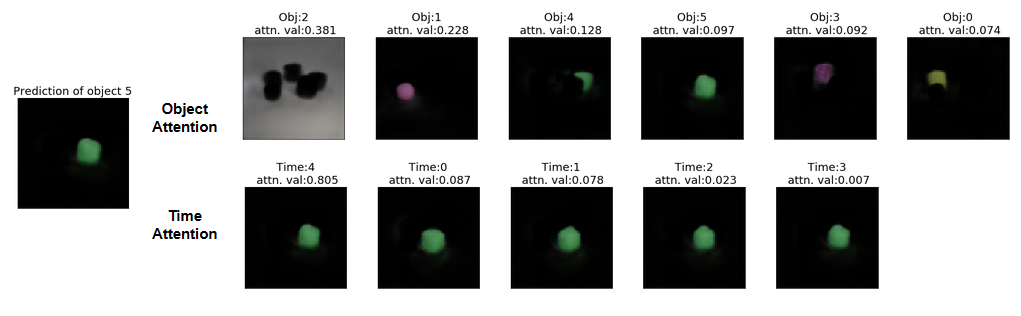 Prediction of object 5
Object
Attention
Obj:2
attn. val:0.381
Obj:1
attn. val:0.228
Obj:4
attn. val:0.128
Obj:5
attn. val:0.097
Obj:3
attn. val:0.092
Obj:0
attn. val:0.074
Time
Attention
Time:4
attn. val:0.805
Time:0
attn. val:0.087
Time:1
attn. val:0.078
Time:2
attn. val:0.023
Time:3
attn. val:0.007